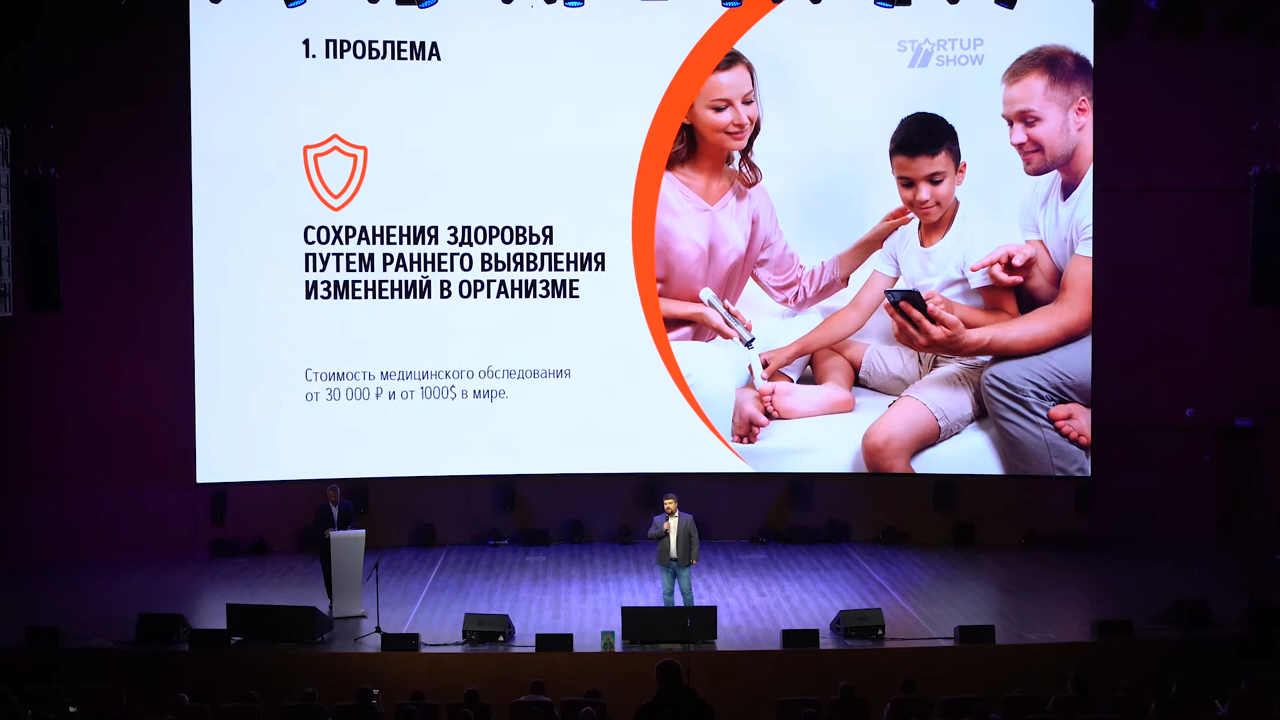 1. ПРОБЛЕМА
STARTUP
SHOW
СОХРАНЕНИЯ ЗДОРОВЬЯ
ПУТЕМ РАННЕГО ВЫЯВЛЕНИЯ
ИЗМЕНЕНИЙ В ОРГАНИЗМЕ
Стоимость медицинского обследования
от 30 000 ₽ и от 1000$ в мире.